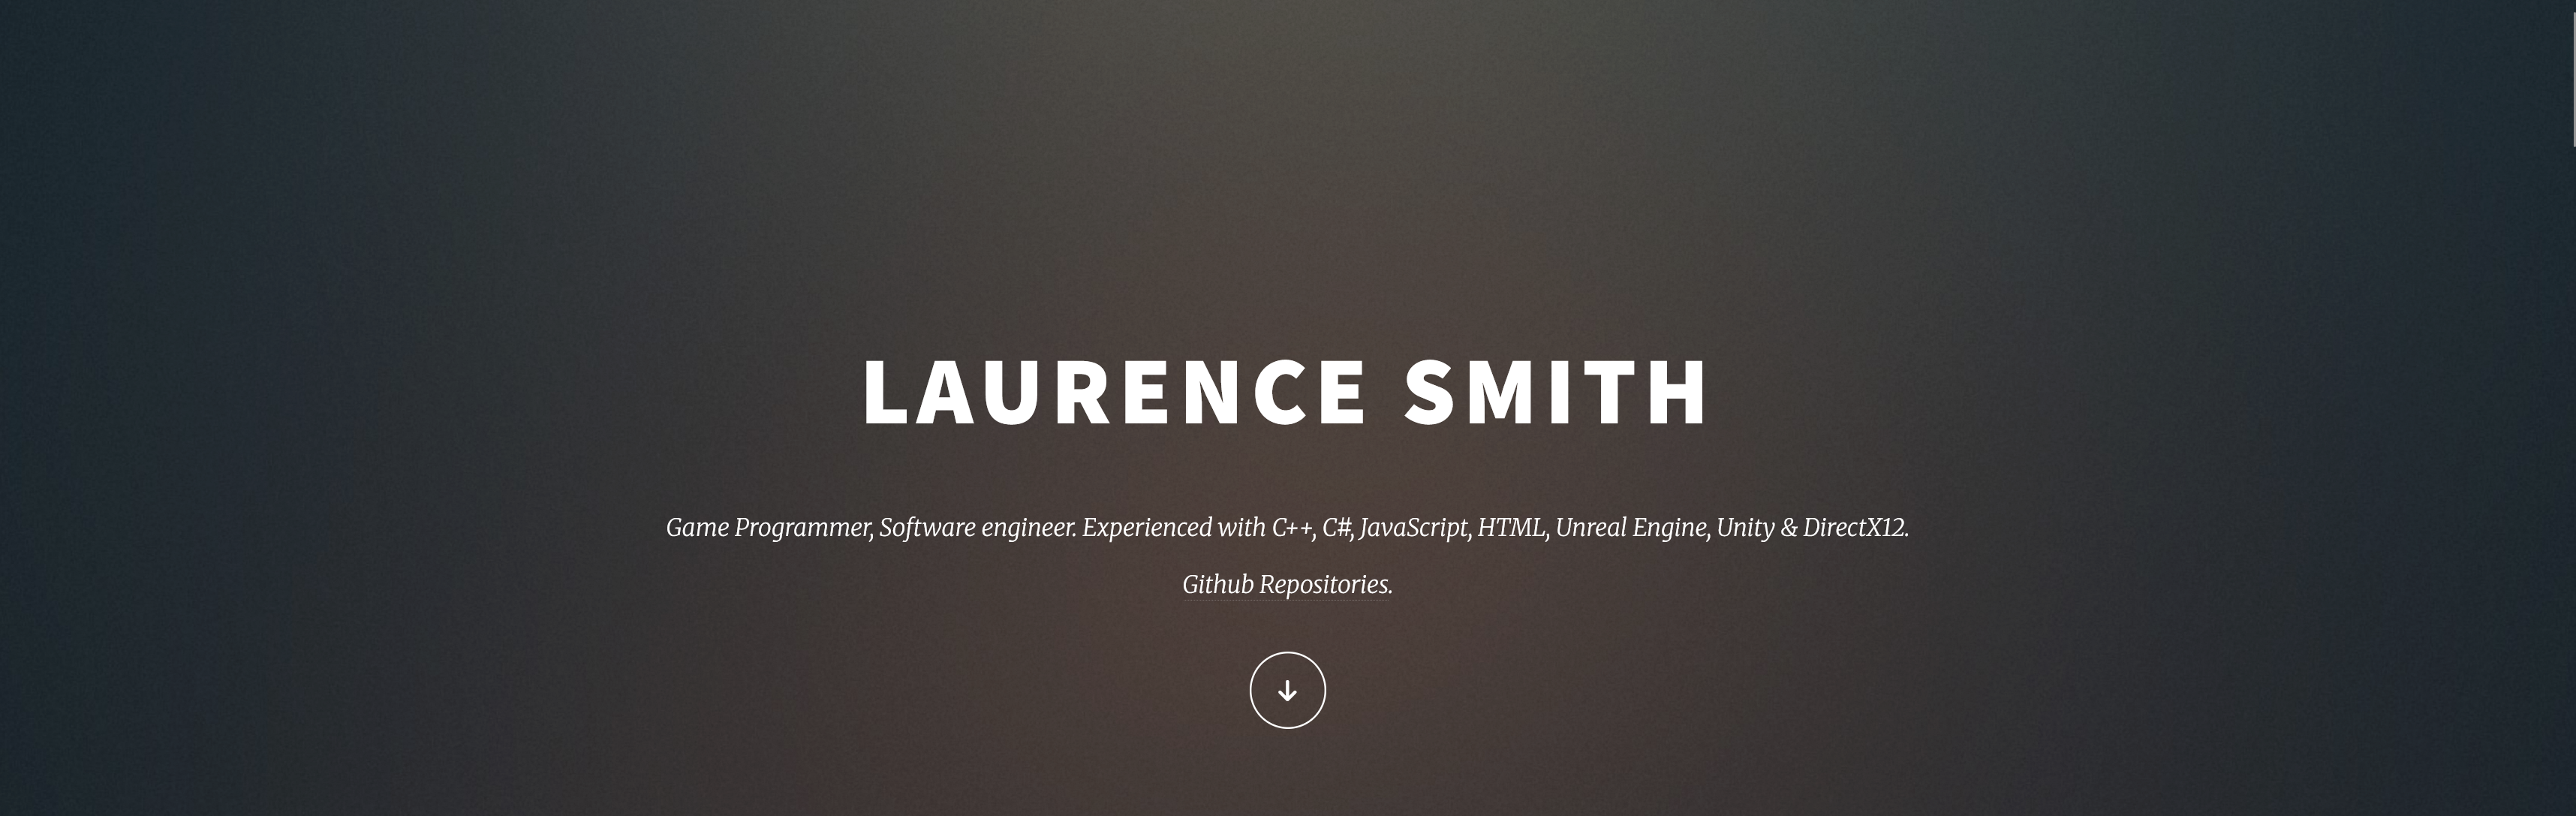 LAURENCE SMITH
Game Programmer, Software engineer. Experienced with C++, C#, JavaScript, HTML, Unreal Engine, Unity & DirectX12.
Github Repositories.